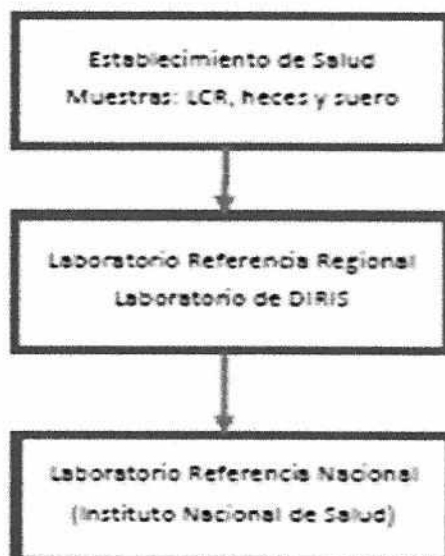 Establecimiento de Salud
Muestras: LCR, heces y suero
Laboratorio Referencia Regional
Laboratorio de DIRIS
Laboratorio Referencia Nacional
(Instituto Nacional de Salud)